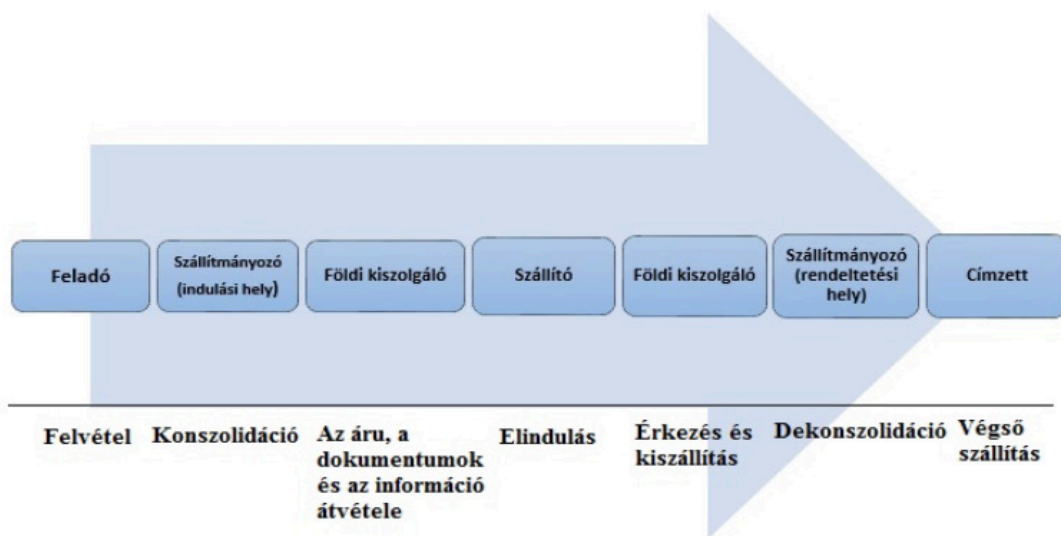 Feladó
Szállítmányozó
(indulási hely)
Földi kiszolgáló
Szállító
Földi kiszolgáló
Szállítmányozó
(rendeltetési
hely)
Címzett
Felvétel
Konszolidáció
Az áru, a
dokumentumok
és az információ
átvétele
Elindulás
Érkezés és
kiszállítás
Dekonszolidáció
Végső
szállítás